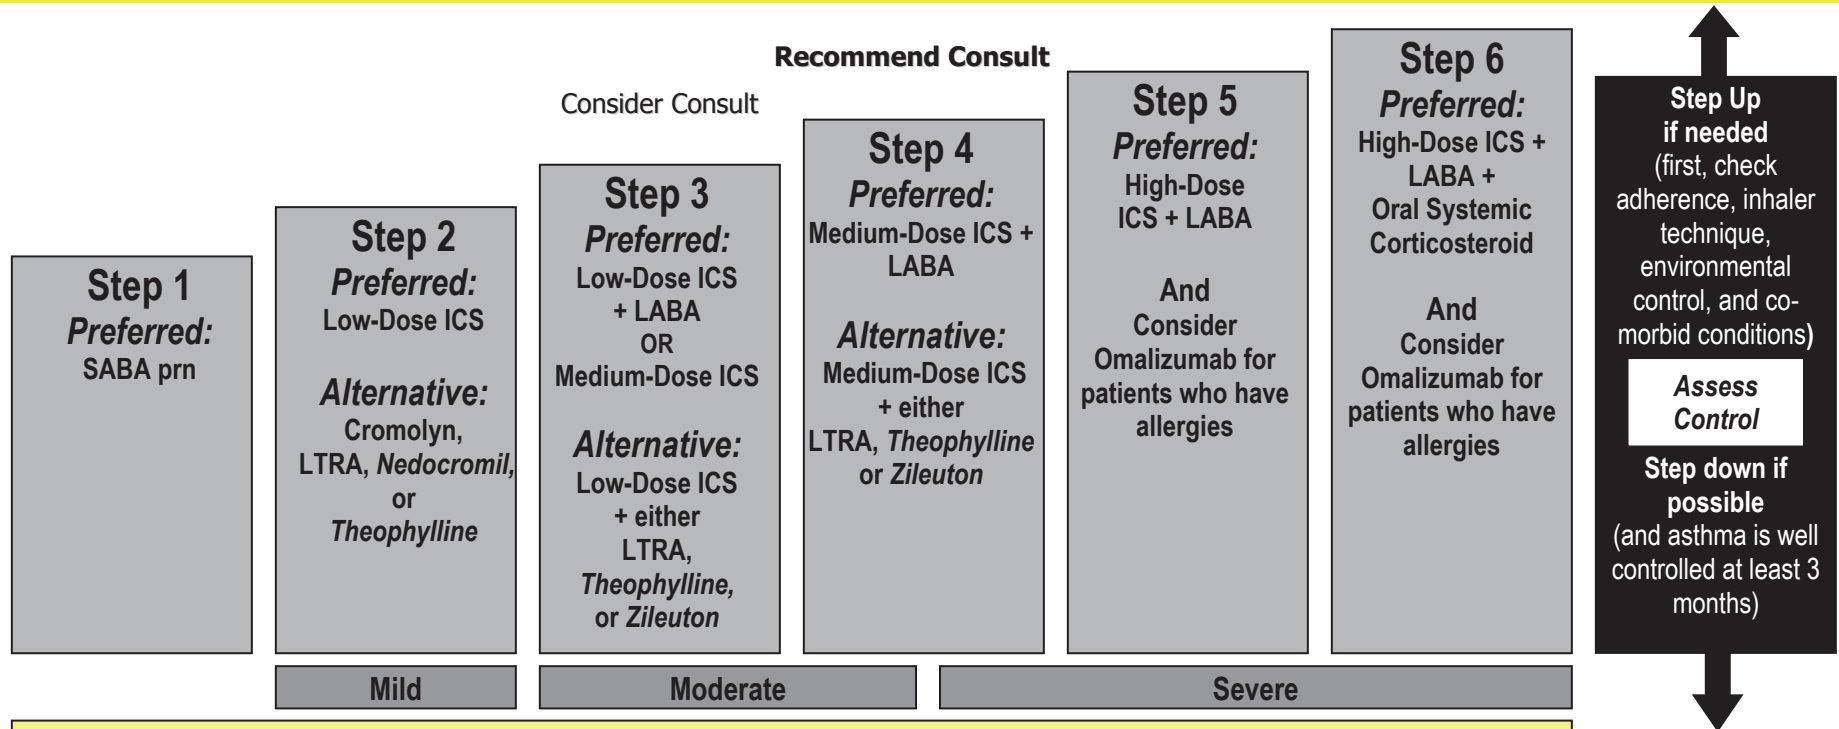 Recommend Consult
Consider Consult
Step 1
Preferred:
SABA prn
Step 2
Preferred:
Low-Dose ICS
Alternative:
Cromolyn,
LTRA, Nedocromil,
or
Theophylline
Step 3
Preferred:
Low-Dose ICS
+ LABA
OR
Medium-Dose ICS
Alternative:
Low-Dose ICS
+ either
LTRA,
Theophylline,
or Zileuton
Step 4
Preferred:
Medium-Dose ICS +
LABA
Alternative:
Medium-Dose ICS
+ either
LTRA, Theophylline
or Zileuton
Step 5
Preferred:
High-Dose
ICS + LABA
And
Consider
Omalizumab for
patients who have
allergies
Step 6
Preferred:
High-Dose ICS +
LABA +
Oral Systemic
Corticosteroid
And
Consider
Omalizumab for
patients who have
allergies
Step Up
if needed
(first, check
adherence, inhaler
technique,
environmental
control, and co-
morbid conditions)
Assess
Control
Step down if
possible
(and asthma is well
controlled at least 3
months)
Mild
Moderate
Severe